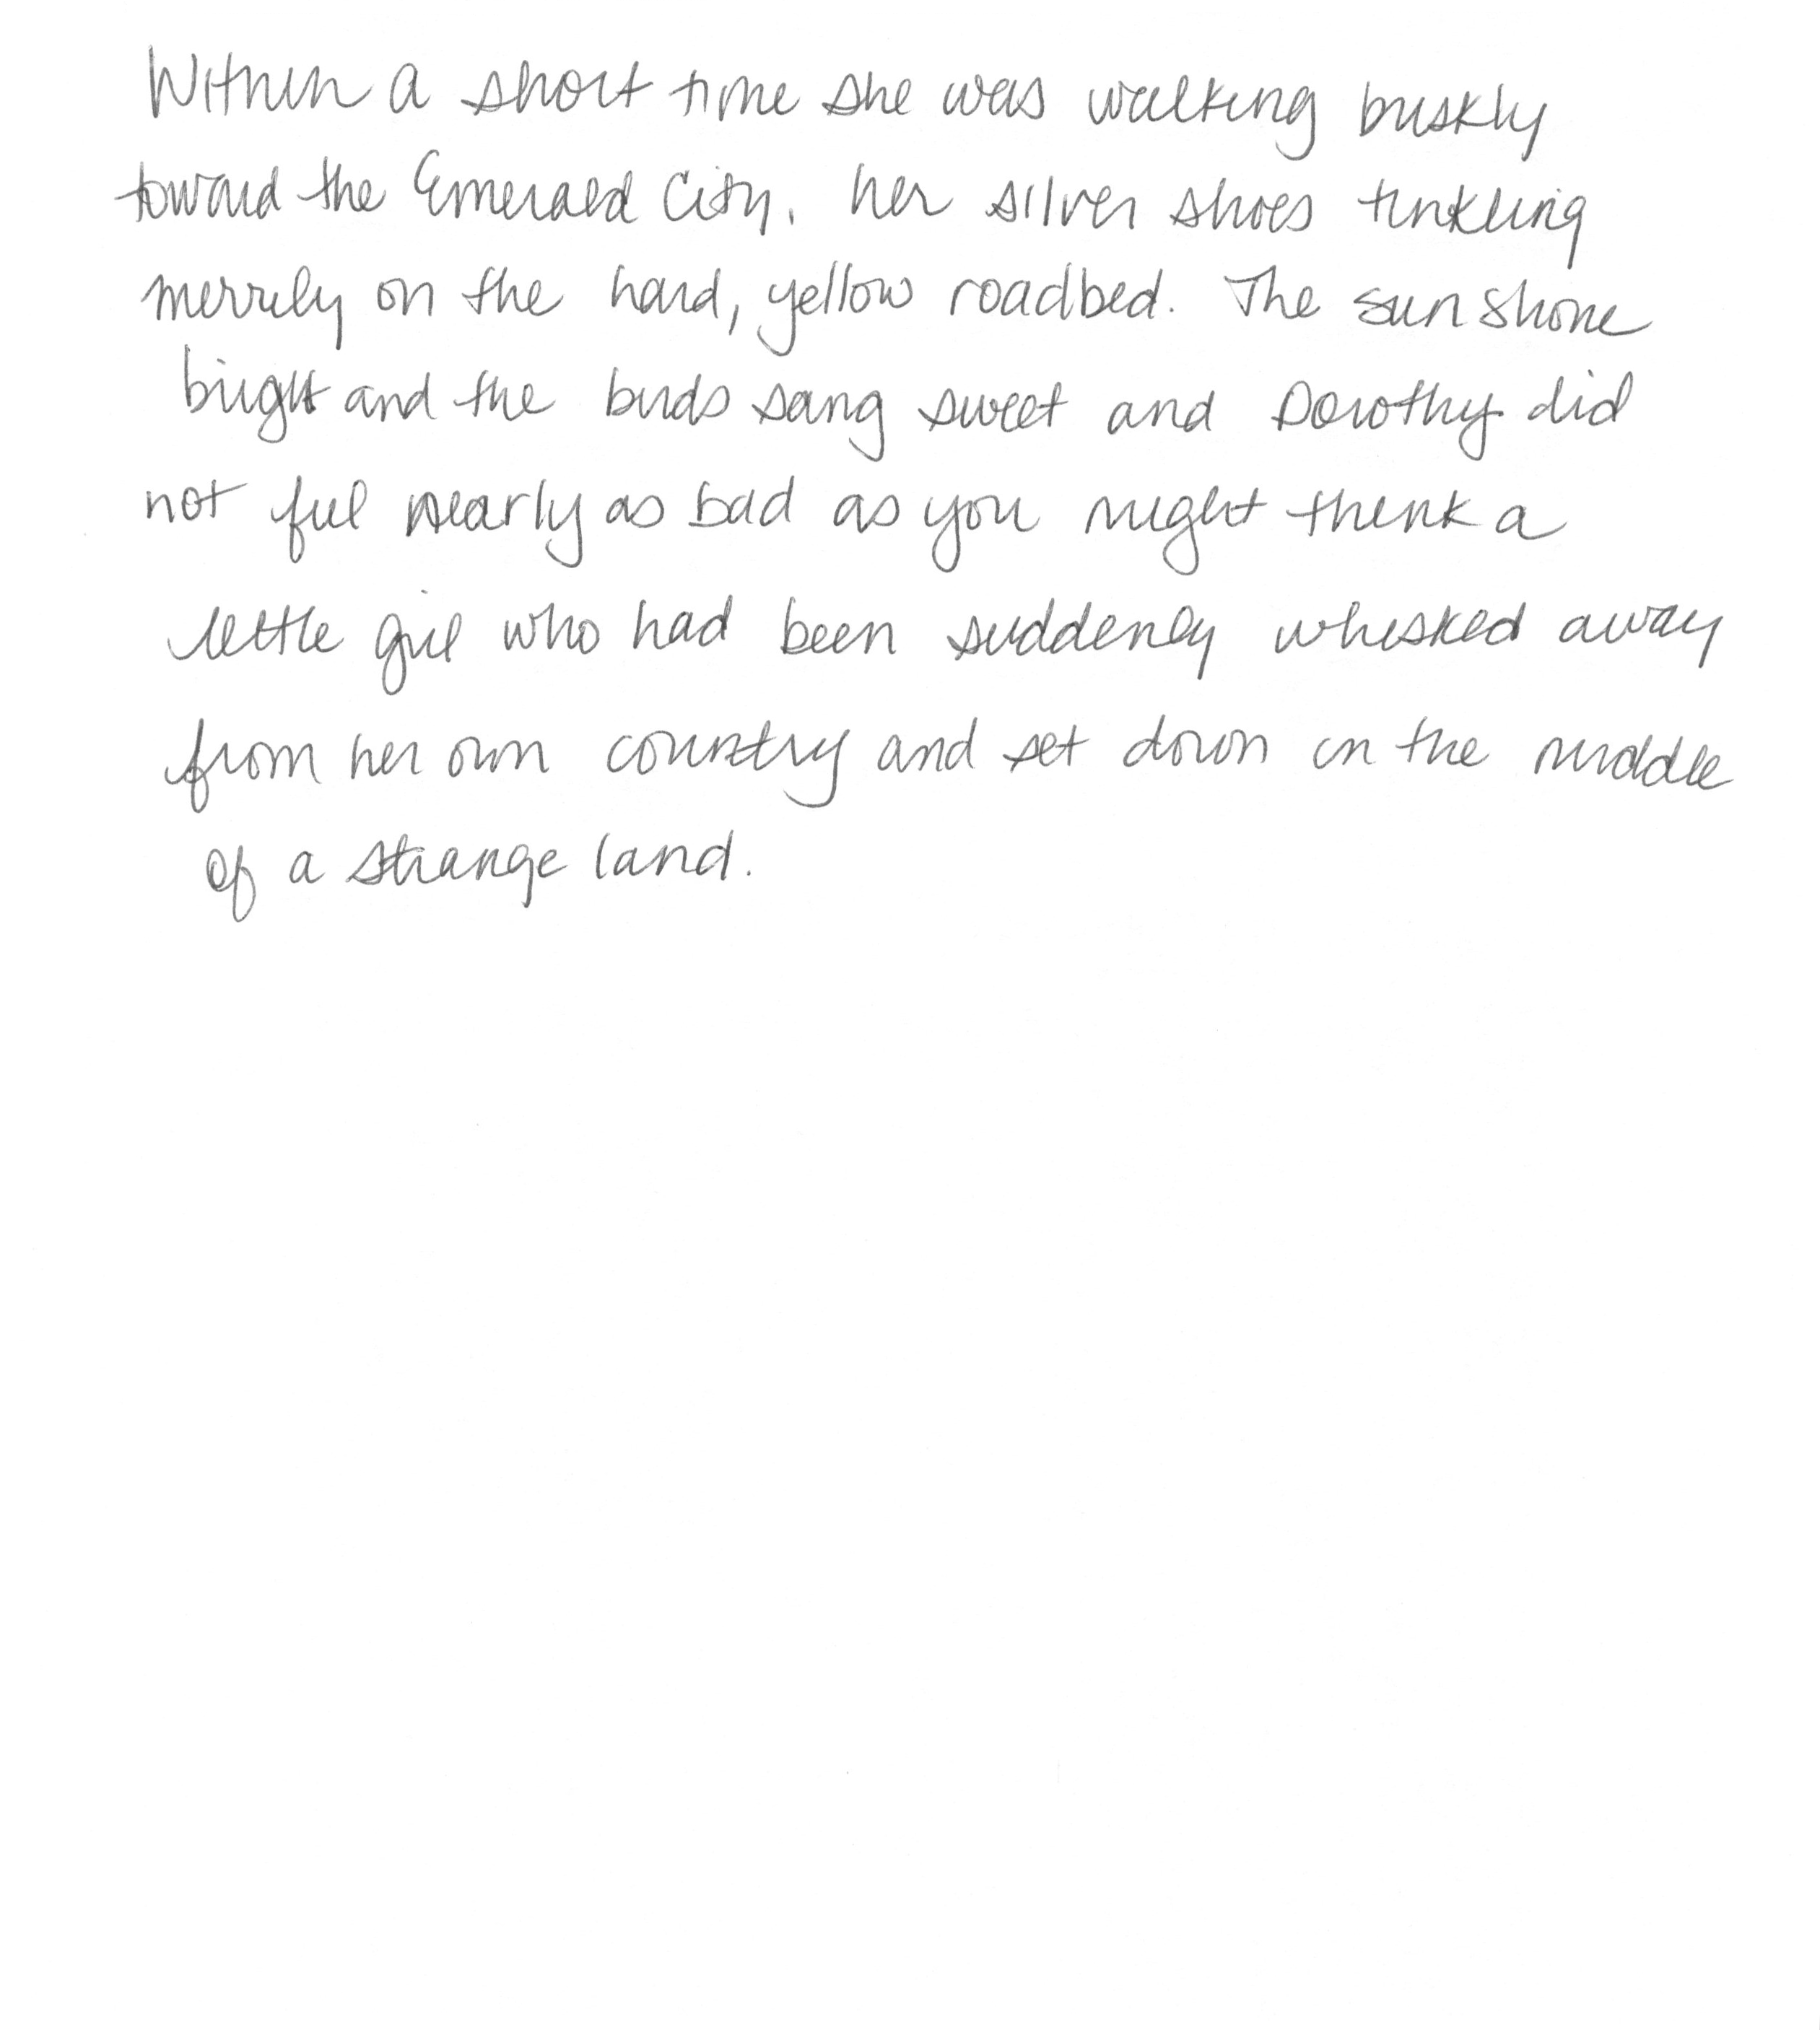 Within a short time she was walking briskly
toward the Emerald City, her silver shoes tinkling
merrily on the hard, yellow roadbed. The sun shone
bright and the birds sang sweet and Dorothy did
not feel nearly as bad as you might think a
little girl who had been suddenly whisked away
from her own country and set down in the middle
of a strange land.